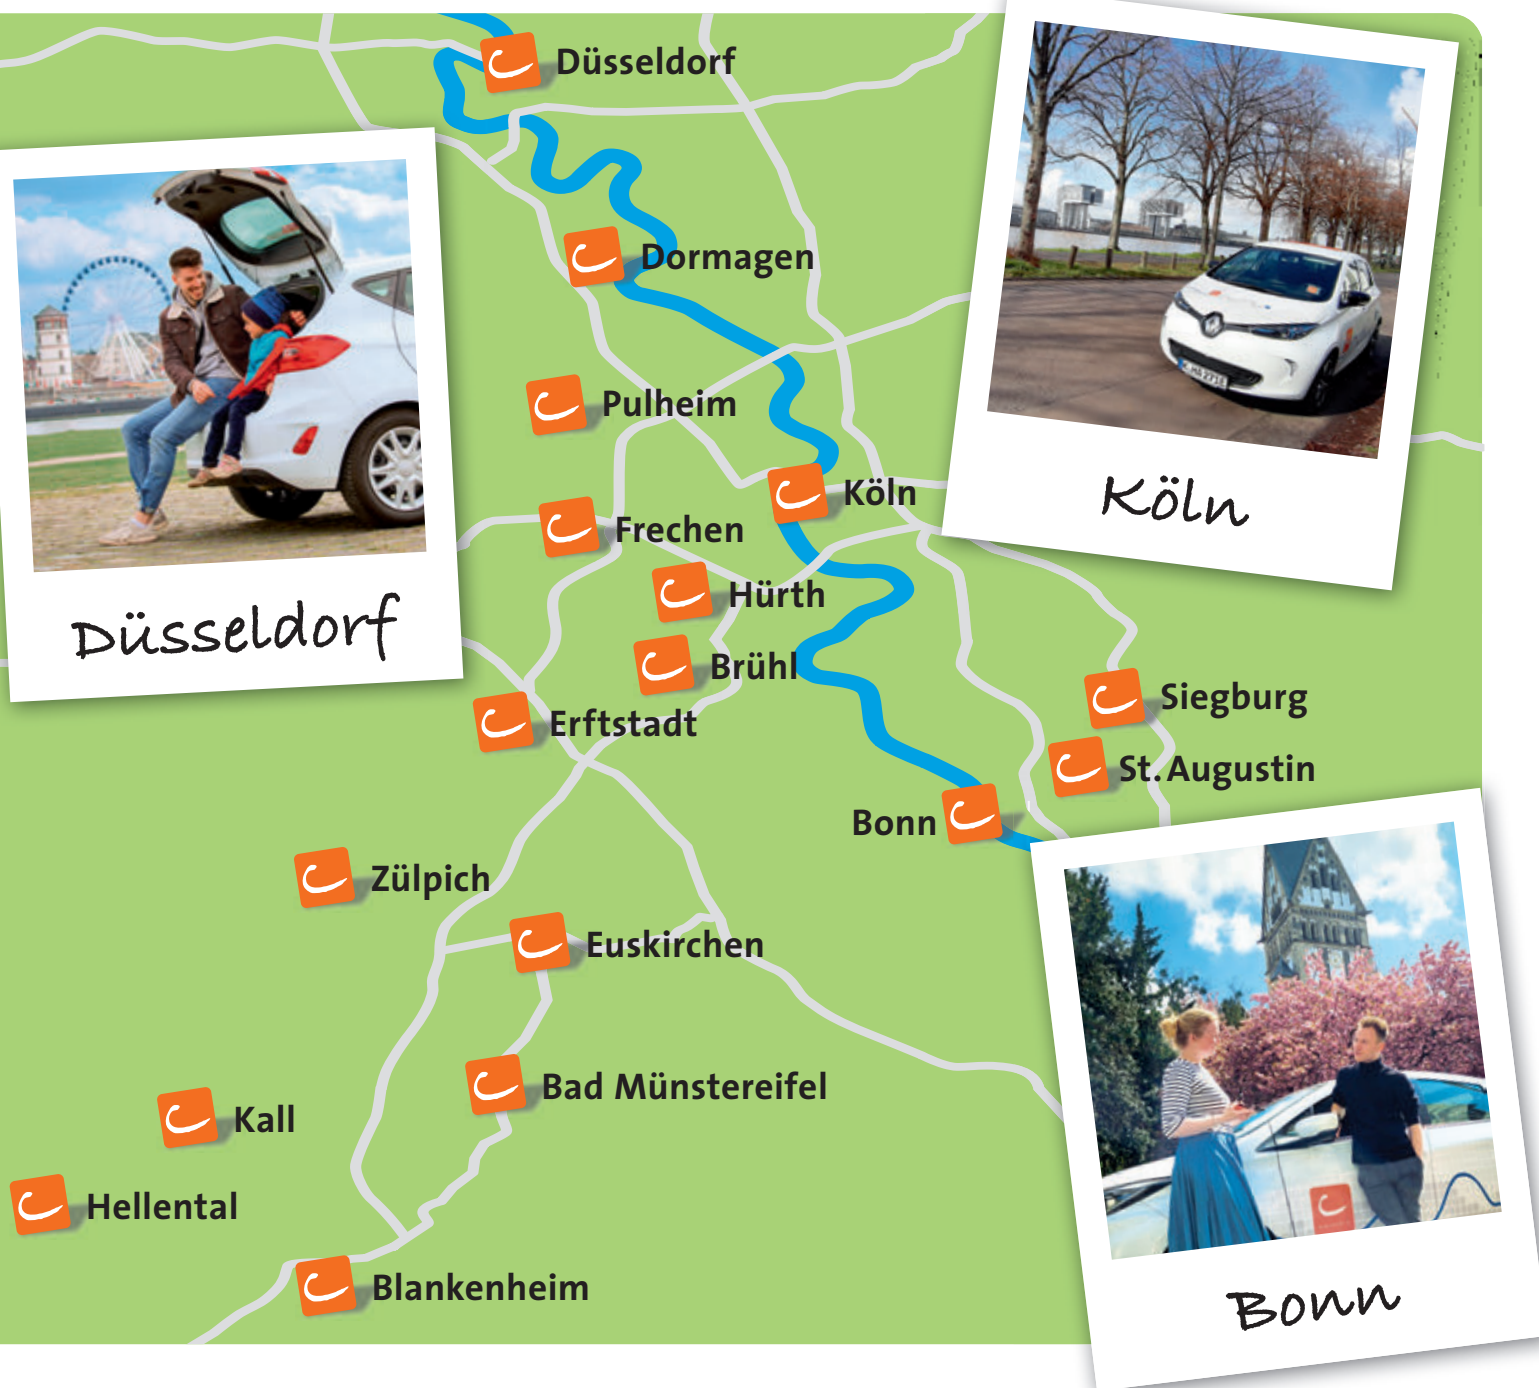 Düsseldorf
Dormagen
Pulheim
Köln
Frechen
Hürth
Brühl
Erftstadt
Siegburg
St. Augustin
Bonn
Zülpich
Euskirchen
Bad Münstereifel
Kall
Hellental
Blankenheim
Düsseldorf
Köln
Bonn